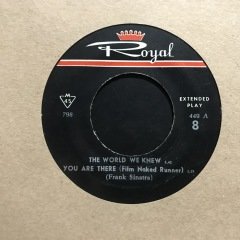 Royal
M
45
798
EXTENDED
PLAY
449 A
8
THE WORLD WE KNEW
YOU ARE THERE (Film Naked Runner)
(Frank Sinatra)